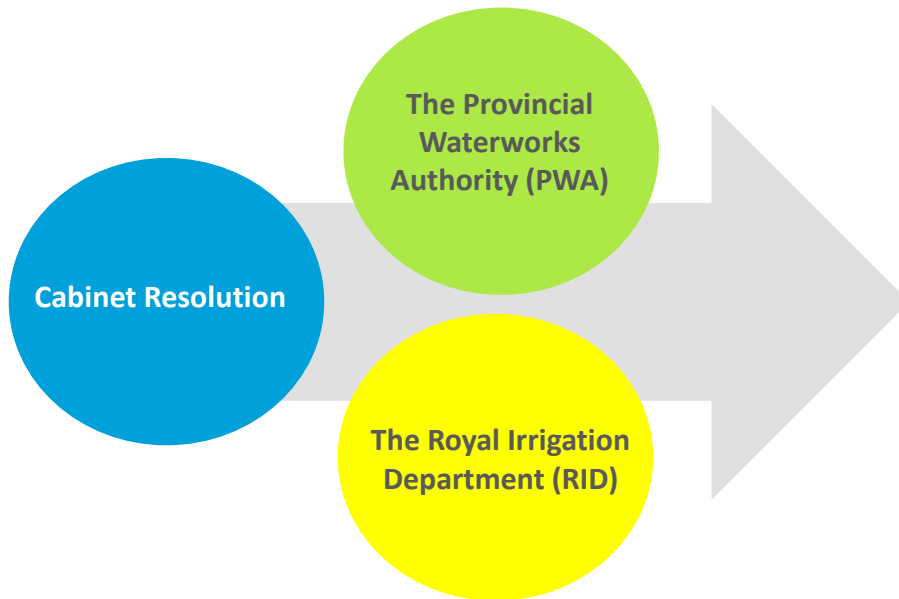 The Provincial
Waterworks
Authority (PWA)
Cabinet Resolution
The Royal Irrigation
Department (RID)